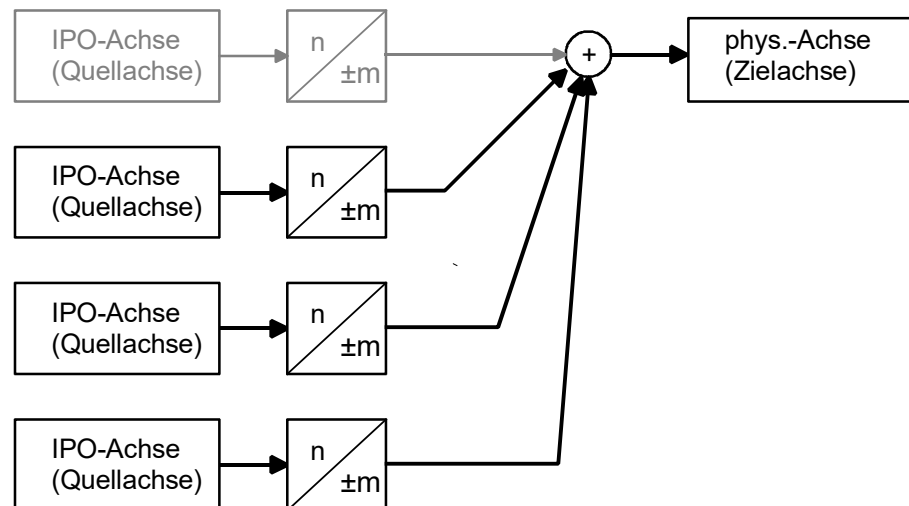 IPO-Achse
(Quellachse)
n
±m
+
phys.-Achse
(Zielachse)
IPO-Achse
(Quellachse)
n
±m
IPO-Achse
(Quellachse)
n
±m
IPO-Achse
(Quellachse)
n
±m